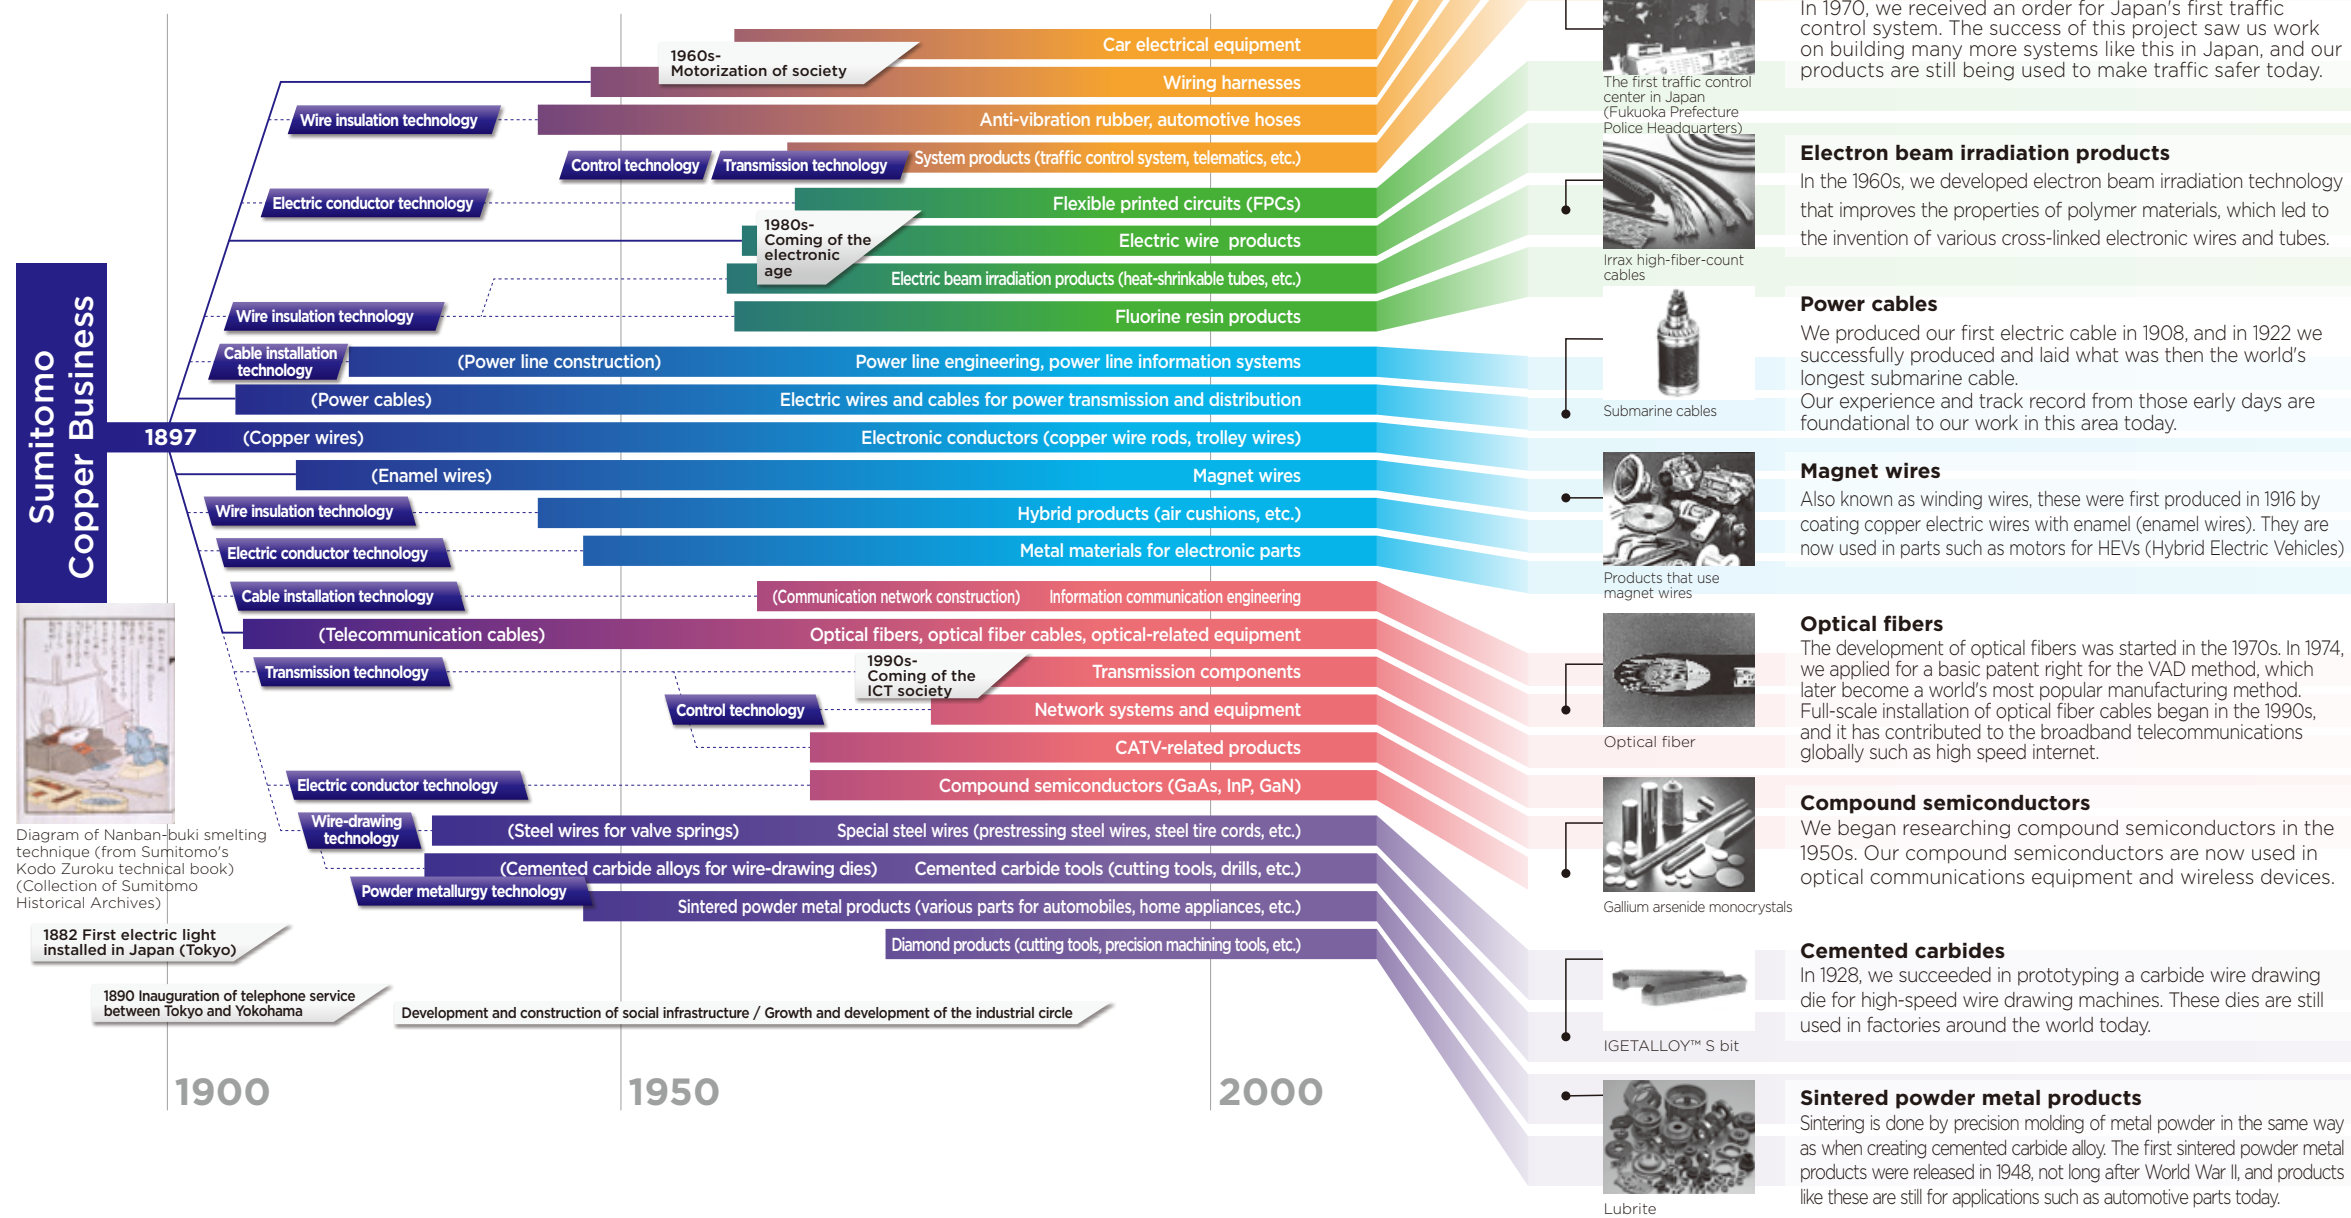 Sumitomo
Copper Business
1897
1960s-
Motorization of society
Car electrical equipment
Wiring harnesses
Wire insulation technology
Anti-vibration rubber, automotive hoses
Control technology
Transmission technology
System products (traffic control system, telematics, etc.)
Electric conductor technology
Flexible printed circuits (FPCs)
1980s-
Coming of the
electronic
age
Electric wire products
Electric beam irradiation products (heat-shrinkable tubes, etc.)
Wire insulation technology
Fluorine resin products
Cable installation
technology
(Power line construction)
Power line engineering, power line information systems
(Power cables)
Electric wires and cables for power transmission and distribution
(Copper wires)
Electronic conductors (copper wire rods, trolley wires)
(Enamel wires)
Magnet wires
Wire insulation technology
Hybrid products (air cushions, etc.)
Electric conductor technology
Metal materials for electronic parts
Cable installation technology
(Communication network construction)
Information communication engineering
(Telecommunication cables)
Optical fibers, optical fiber cables, optical-related equipment
Transmission technology
1990s-
Coming of the
ICT society
Transmission components
Control technology
Network systems and equipment
CATV-related products
Electric conductor technology
Compound semiconductors (GaAs, InP, GaN)
Wire-drawing
technology
(Steel wires for valve springs)
Special steel wires (prestressing steel wires, steel tire cords, etc.)
(Cemented carbide alloys for wire-drawing dies)
Cemented carbide tools (cutting tools, drills, etc.)
Powder metallurgy technology
Sintered powder metal products (various parts for automobiles, home appliances, etc.)
Diamond products (cutting tools, precision machining tools, etc.)
Diagram of Nanban-buki smelting
technique (from Sumitomo's
Kodo Zuroku technical book)
(Collection of Sumitomo
Historical Archives)
1882 First electric light
installed in Japan (Tokyo)
1890 Inauguration of telephone service
between Tokyo and Yokohama
Development and construction of social infrastructure / Growth and development of the industrial circle
1900
1950
2000
The first traffic control
center in Japan
(Fukuoka Prefecture
Police Headquarters)
In 1970, we received an order for Japan's first traffic
control system. The success of this project saw us work
on building many more systems like this in Japan, and our
products are still being used to make traffic safer today.
Irrax high-fiber-count
cables
Electron beam irradiation products
In the 1960s, we developed electron beam irradiation technology
that improves the properties of polymer materials, which led to
the invention of various cross-linked electronic wires and tubes.
Submarine cables
Power cables
We produced our first electric cable in 1908, and in 1922 we
successfully produced and laid what was then the world's
longest submarine cable.
Our experience and track record from those early days are
foundational to our work in this area today.
Products that use
magnet wires
Magnet wires
Also known as winding wires, these were first produced in 1916 by
coating copper electric wires with enamel (enamel wires). They are
now used in parts such as motors for HEVs (Hybrid Electric Vehicles)
Optical fiber
Optical fibers
The development of optical fibers was started in the 1970s. In 1974,
we applied for a basic patent right for the VAD method, which
later become a world's most popular manufacturing method.
Full-scale installation of optical fiber cables began in the 1990s,
and it has contributed to the broadband telecommunications
globally such as high speed internet.
Gallium arsenide monocrystals
Compound semiconductors
We began researching compound semiconductors in the
1950s. Our compound semiconductors are now used in
optical communications equipment and wireless devices.
IGETALLOY™ S bit
Cemented carbides
In 1928, we succeeded in prototyping a carbide wire drawing
die for high-speed wire drawing machines. These dies are still
used in factories around the world today.
Lubrite
Sintered powder metal products
Sintering is done by precision molding of metal powder in the same way
as when creating cemented carbide alloy. The first sintered powder metal
products were released in 1948, not long after World War II, and products
like these are still for applications such as automotive parts today.